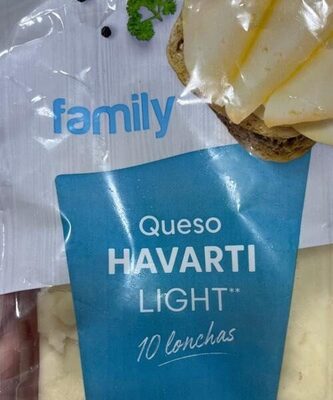 family
Queso
HAVARTI
LIGHT**
10 lonchas